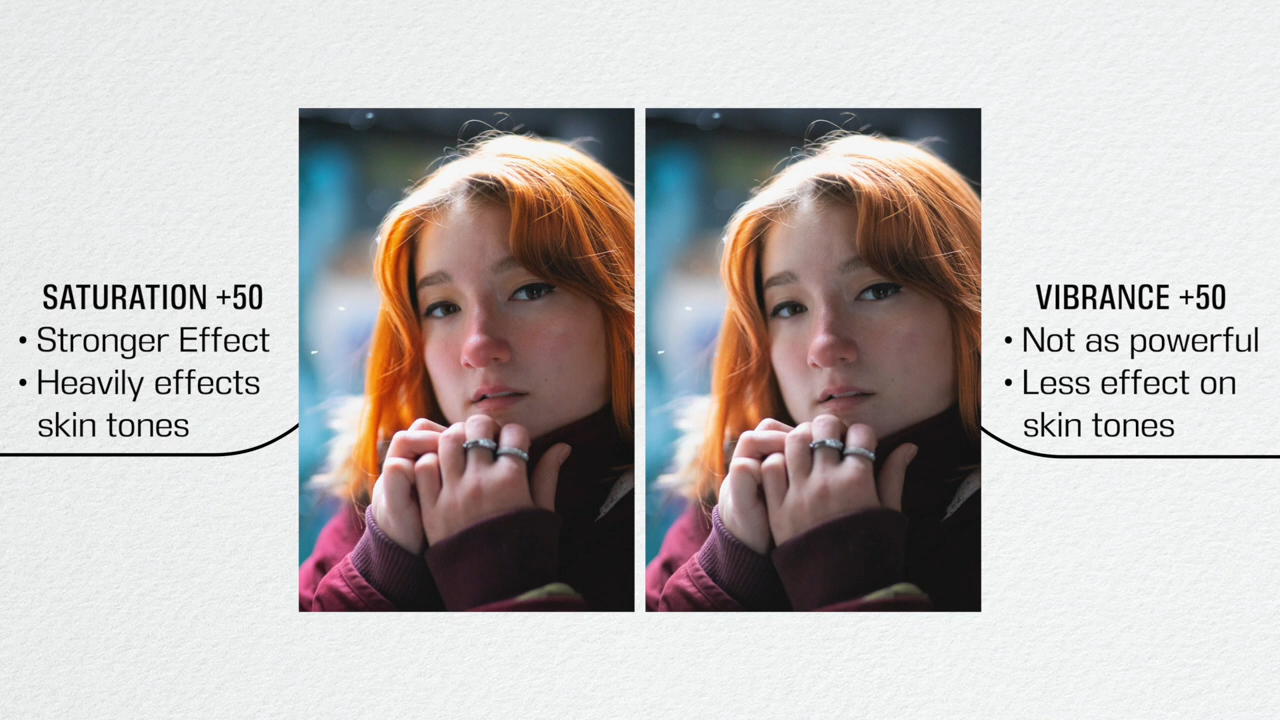 SATURATION +50
• Stronger Effect
• Heavily effects
skin tones
VIBRANCE +50
• Not as powerful
• Less effect on
skin tones